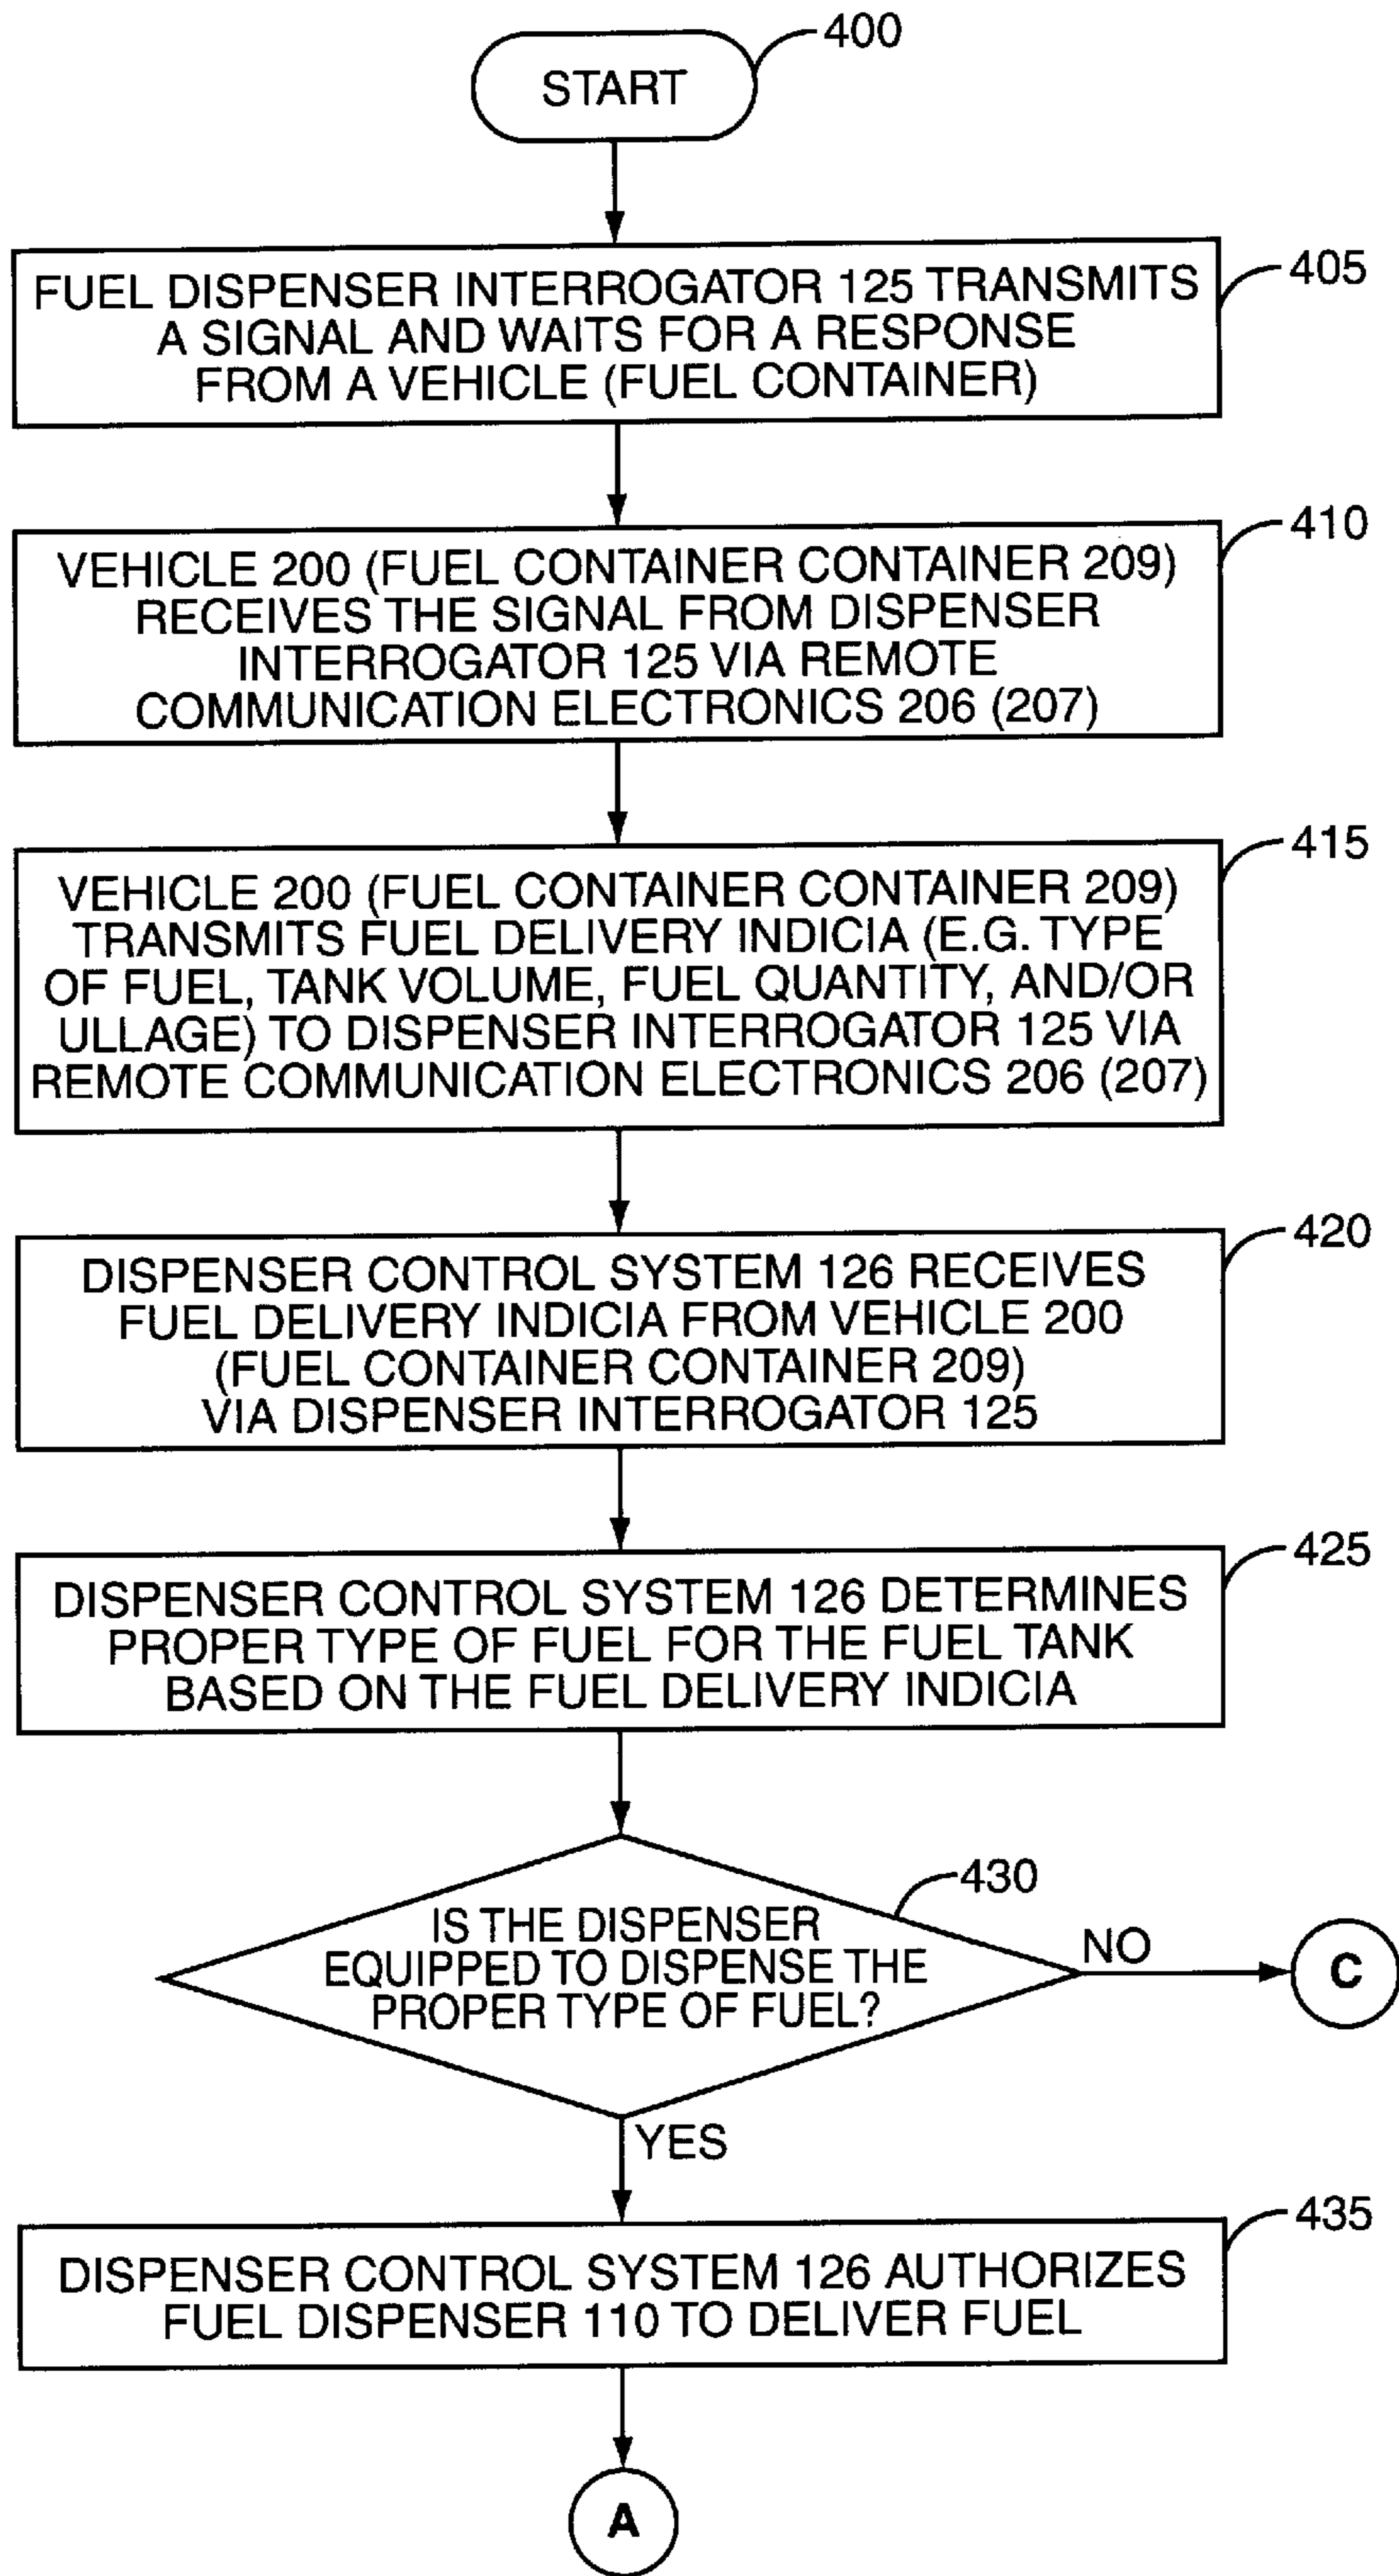 400
START
405
FUEL DISPENSER INTERROGATOR 125 TRANSMITS
A SIGNAL AND WAITS FOR A RESPONSE
FROM A VEHICLE (FUEL CONTAINER)
410
VEHICLE 200 (FUEL CONTAINER CONTAINER 209)
RECEIVES THE SIGNAL FROM DISPENSER
INTERROGATOR 125 VIA REMOTE
COMMUNICATION ELECTRONICS 206 (207)
415
VEHICLE 200 (FUEL CONTAINER CONTAINER 209)
TRANSMITS FUEL DELIVERY INDICIA (E.G. TYPE
OF FUEL, TANK VOLUME, FUEL QUANTITY, AND/OR
ULLAGE) TO DISPENSER INTERROGATOR 125 VIA
REMOTE COMMUNICATION ELECTRONICS 206 (207)
420
DISPENSER CONTROL SYSTEM 126 RECEIVES
FUEL DELIVERY INDICIA FROM VEHICLE 200
(FUEL CONTAINER CONTAINER 209)
VIA DISPENSER INTERROGATOR 125
425
DISPENSER CONTROL SYSTEM 126 DETERMINES
PROPER TYPE OF FUEL FOR THE FUEL TANK
BASED ON THE FUEL DELIVERY INDICIA
430
IS THE DISPENSER
EQUIPPED TO DISPENSE THE
PROPER TYPE OF FUEL?
NO
C
YES
435
DISPENSER CONTROL SYSTEM 126 AUTHORIZES
FUEL DISPENSER 110 TO DELIVER FUEL
A